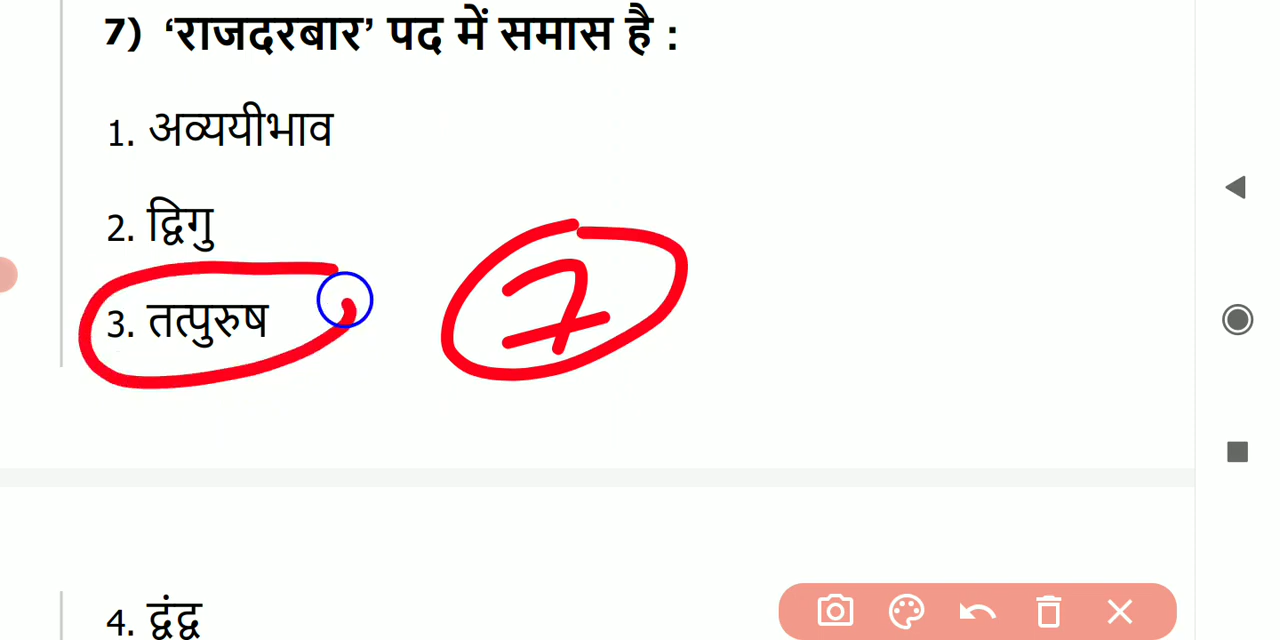 7) ‘राजदरबार’ पद में समास है :
1. अव्ययीभाव
2. द्विगु
3. तत्पुरुष
7
4. द्वंद्व